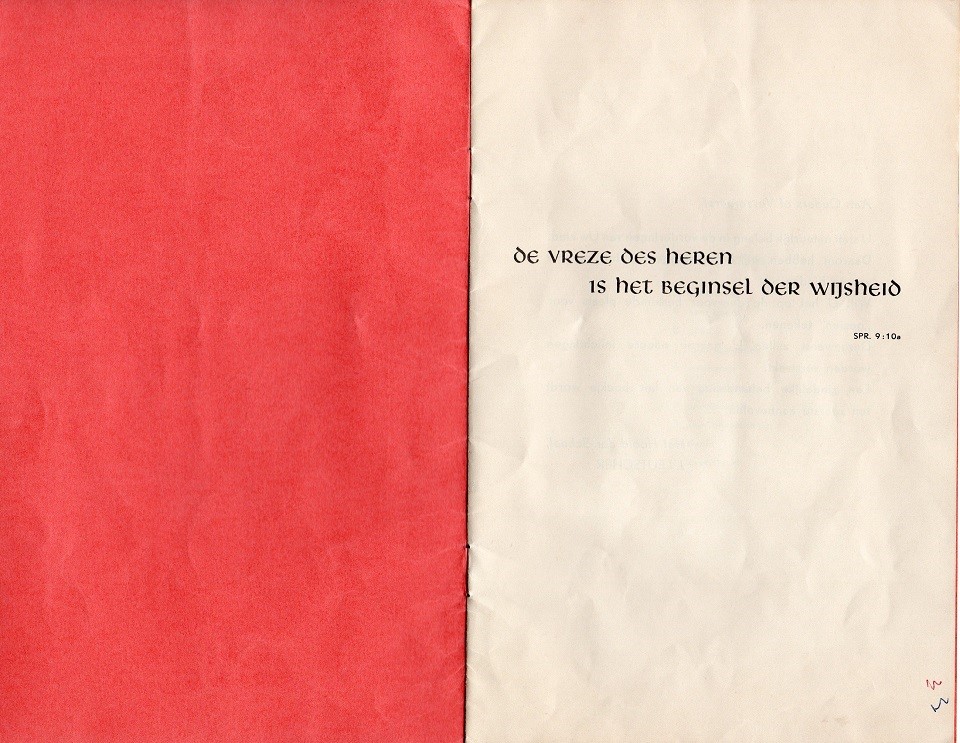 De vreze des heren
is het beginsel der wijsheid
SPR. 9:10a